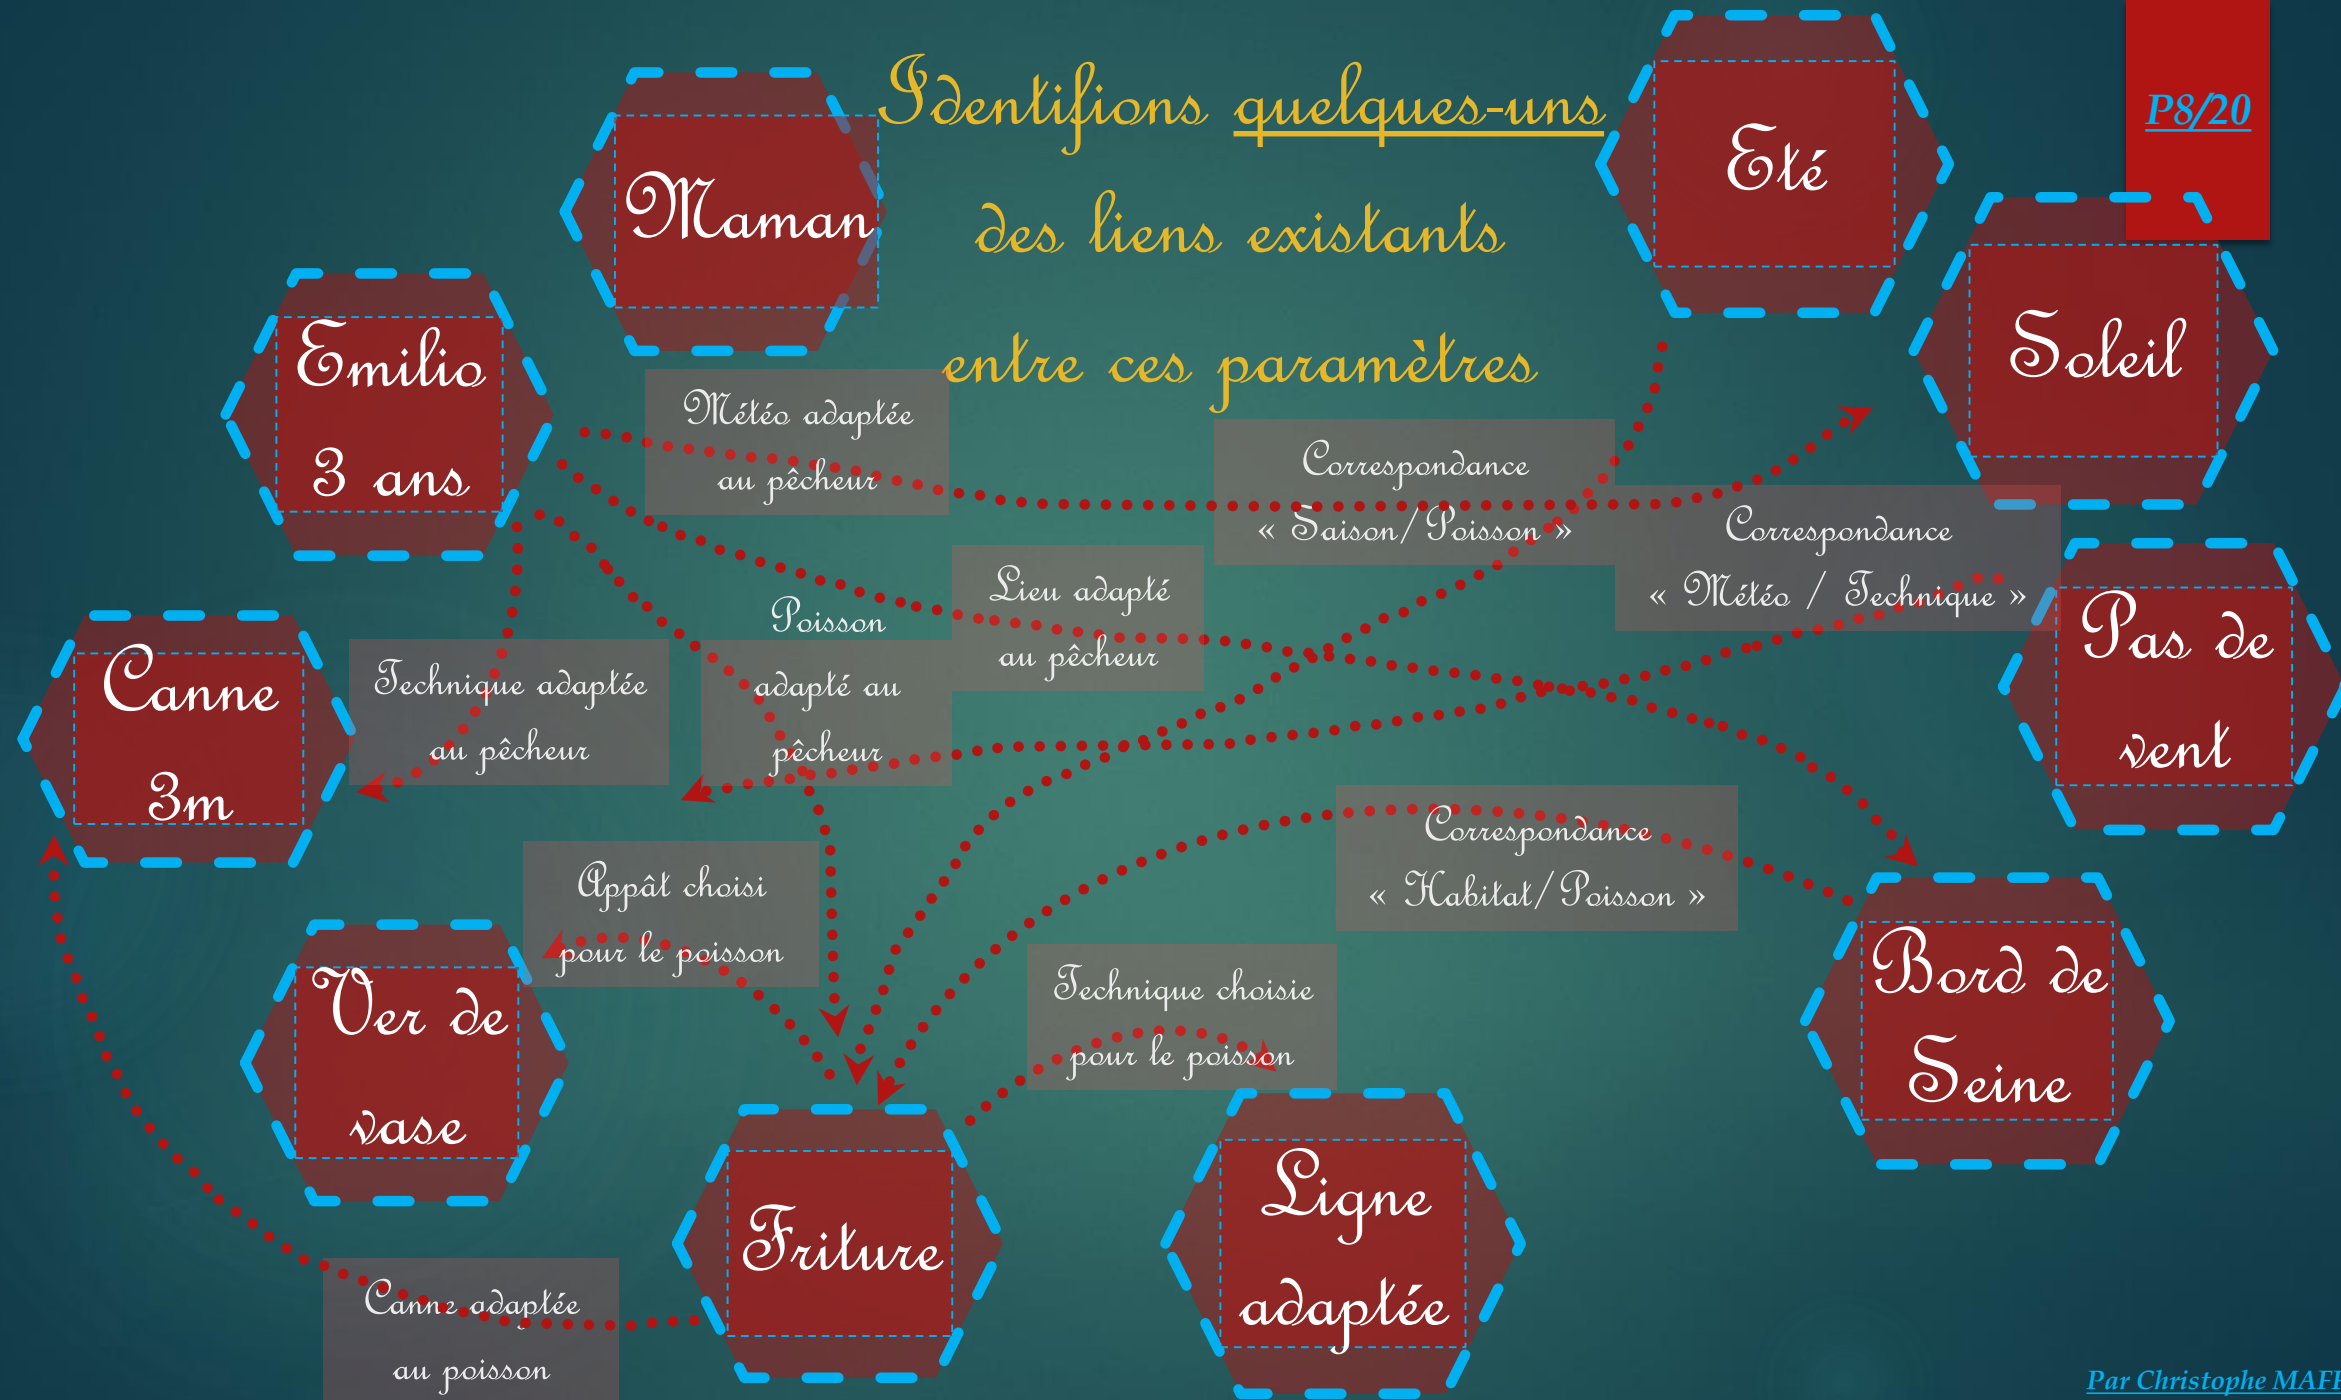 Identifions quelques-uns
des liens existants
entre ces paramètres
P8/20
Maman
Eté
Soleil
Emilio
3 ans
Météo adaptée
au pêcheur
Correspondance
« Saison/Poisson »
Correspondance
« Météo / Technique »
Pas de
vent
Lieu adapté
au pêcheur
Poisson
adapté au
pêcheur
Technique adaptée
au pêcheur
Canne
3m
Correspondance
« Habitat/Poisson »
Appât choisi
pour le poisson
Bord de
Seine
Ver de
vase
Technique choisie
pour le poisson
Friture
Ligne
adaptée
Canne adaptée
au poisson
Par Christophe